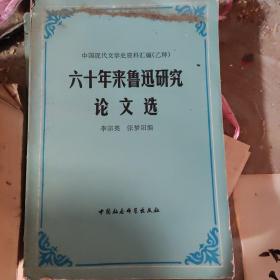 中国现代文学史资料汇编(乙种)
六十年来鲁迅研究
论文选
李宗英 张梦阳编
中国社会科学出版社